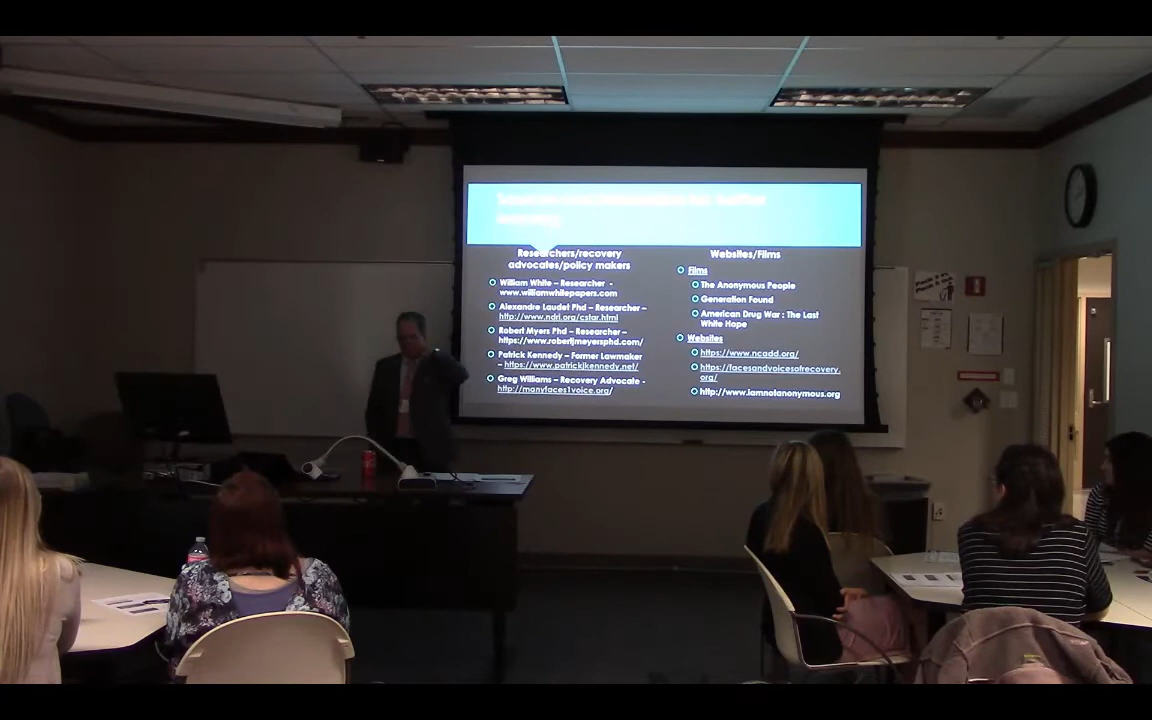 Researchers/recovery
advocates/policy makers
William White – Researcher -
www.williamwhitepapers.com
Alexandre Laudet Phd – Researcher –
http://www.ndri.org/cstar.html
Robert Myers Phd – Researcher –
https://www.robertjmeyersphd.com/
Patrick Kennedy – Former Lawmaker
– https://www.patrickjkennedy.net/
Greg Williams – Recovery Advocate -
http://manyfaces1voice.org/
Websites/Films
Films
The Anonymous People
Generation Found
American Drug War : The Last
White Hope
Websites
https://www.ncadd.org/
https://facesandvoicesofrecovery.
org/
http://www.iamnotanonymous.org